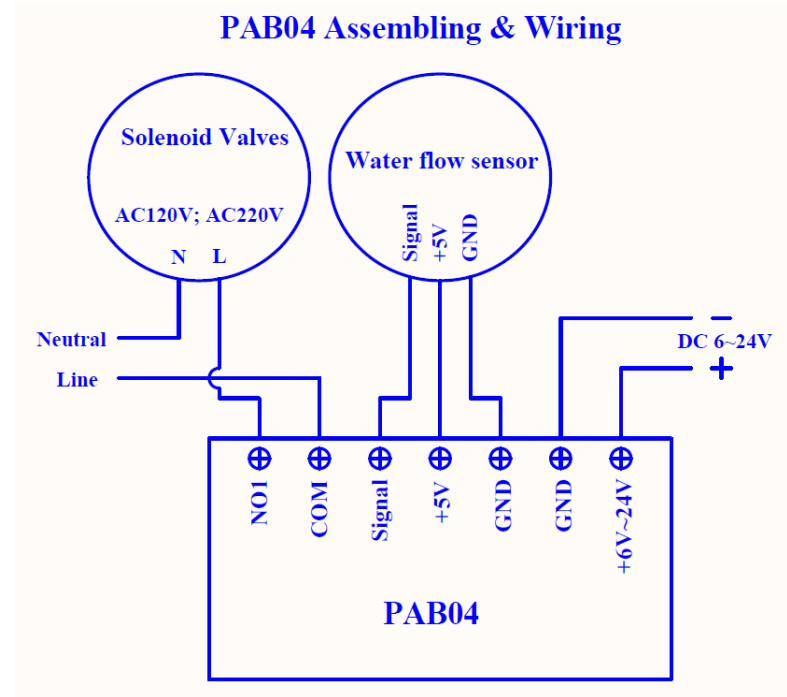 PAB04 Assembling & Wiring
Solenoid Valves
AC120V; AC220V
N L
Water flow sensor
Signal
+5V
GND
Neutral
Line
−
DC 6~24V
+
NO1
COM
Signal
+5V
GND
GND
+6V~24V
PAB04